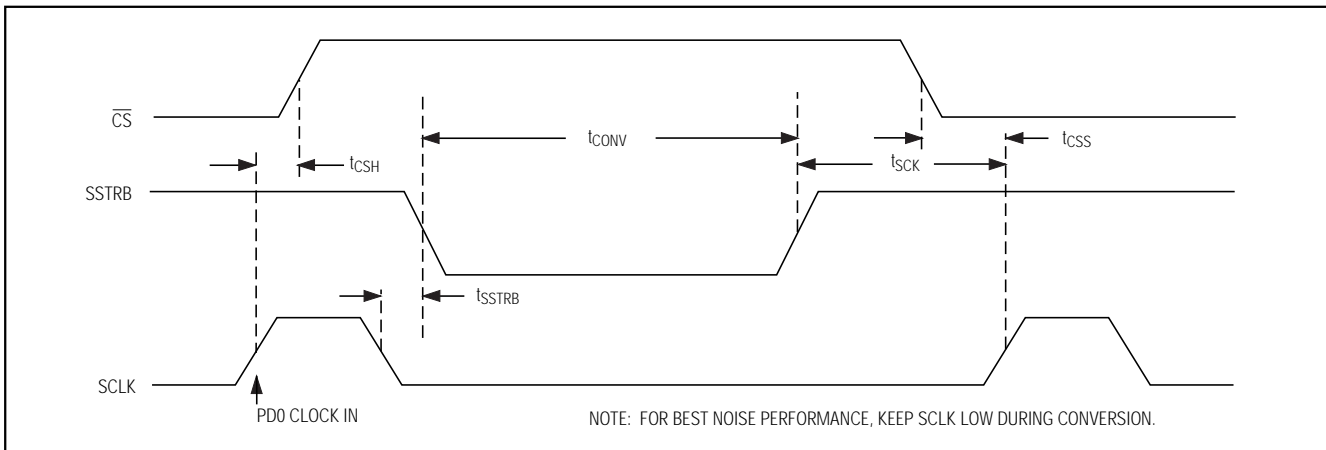 CS
tCONV
tCSS
tCSH
tSCK
SSTRB
tSSTRB
SCLK
PD0 CLOCK IN
NOTE: FOR BEST NOISE PERFORMANCE, KEEP SCLK LOW DURING CONVERSION.